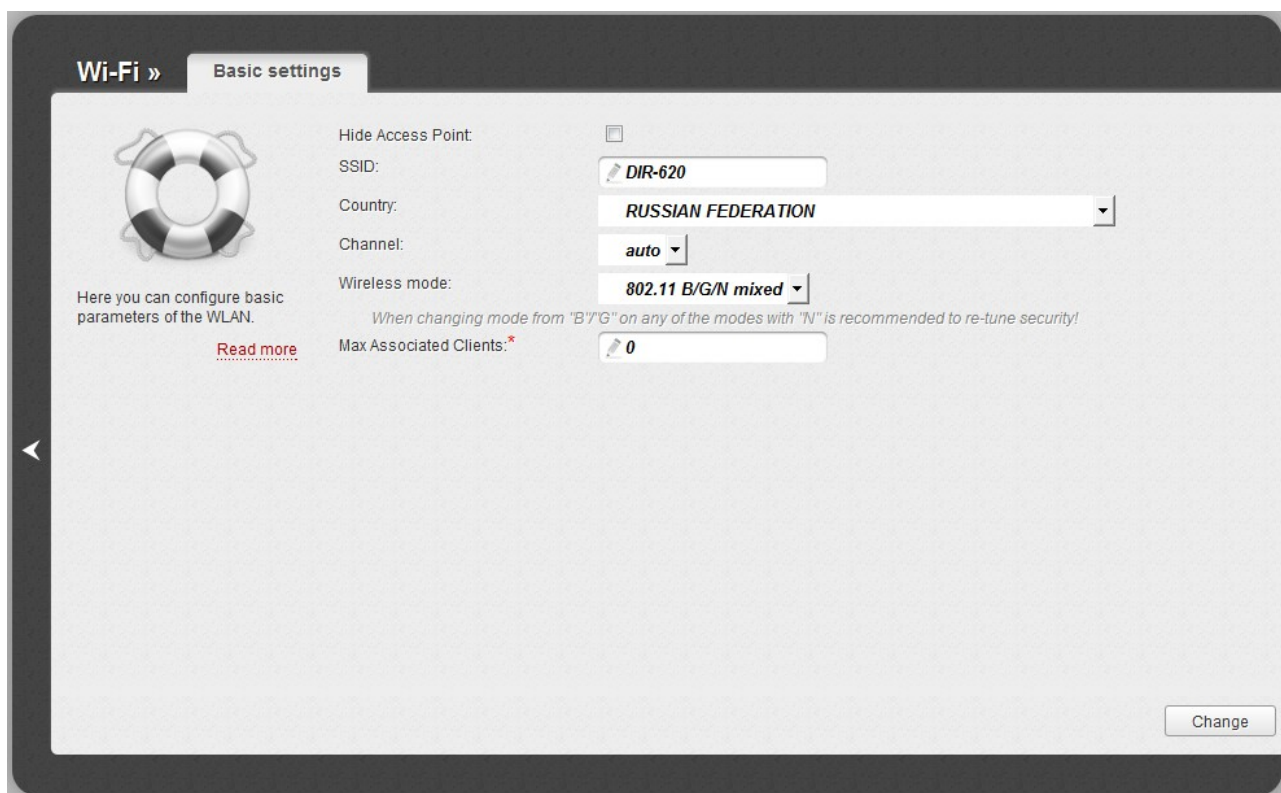 Wi-Fi »
Basic settings
Hide Access Point:
SSID:
DIR-620
Country:
RUSSIAN FEDERATION
Channel:
auto
Wireless mode:
802.11 B/G/N mixed
When changing mode from "B"/"G" on any of the modes with "N" is recommended to re-tune security!
Max Associated Clients:*
0
Here you can configure basic
parameters of the WLAN.
Read more
Change